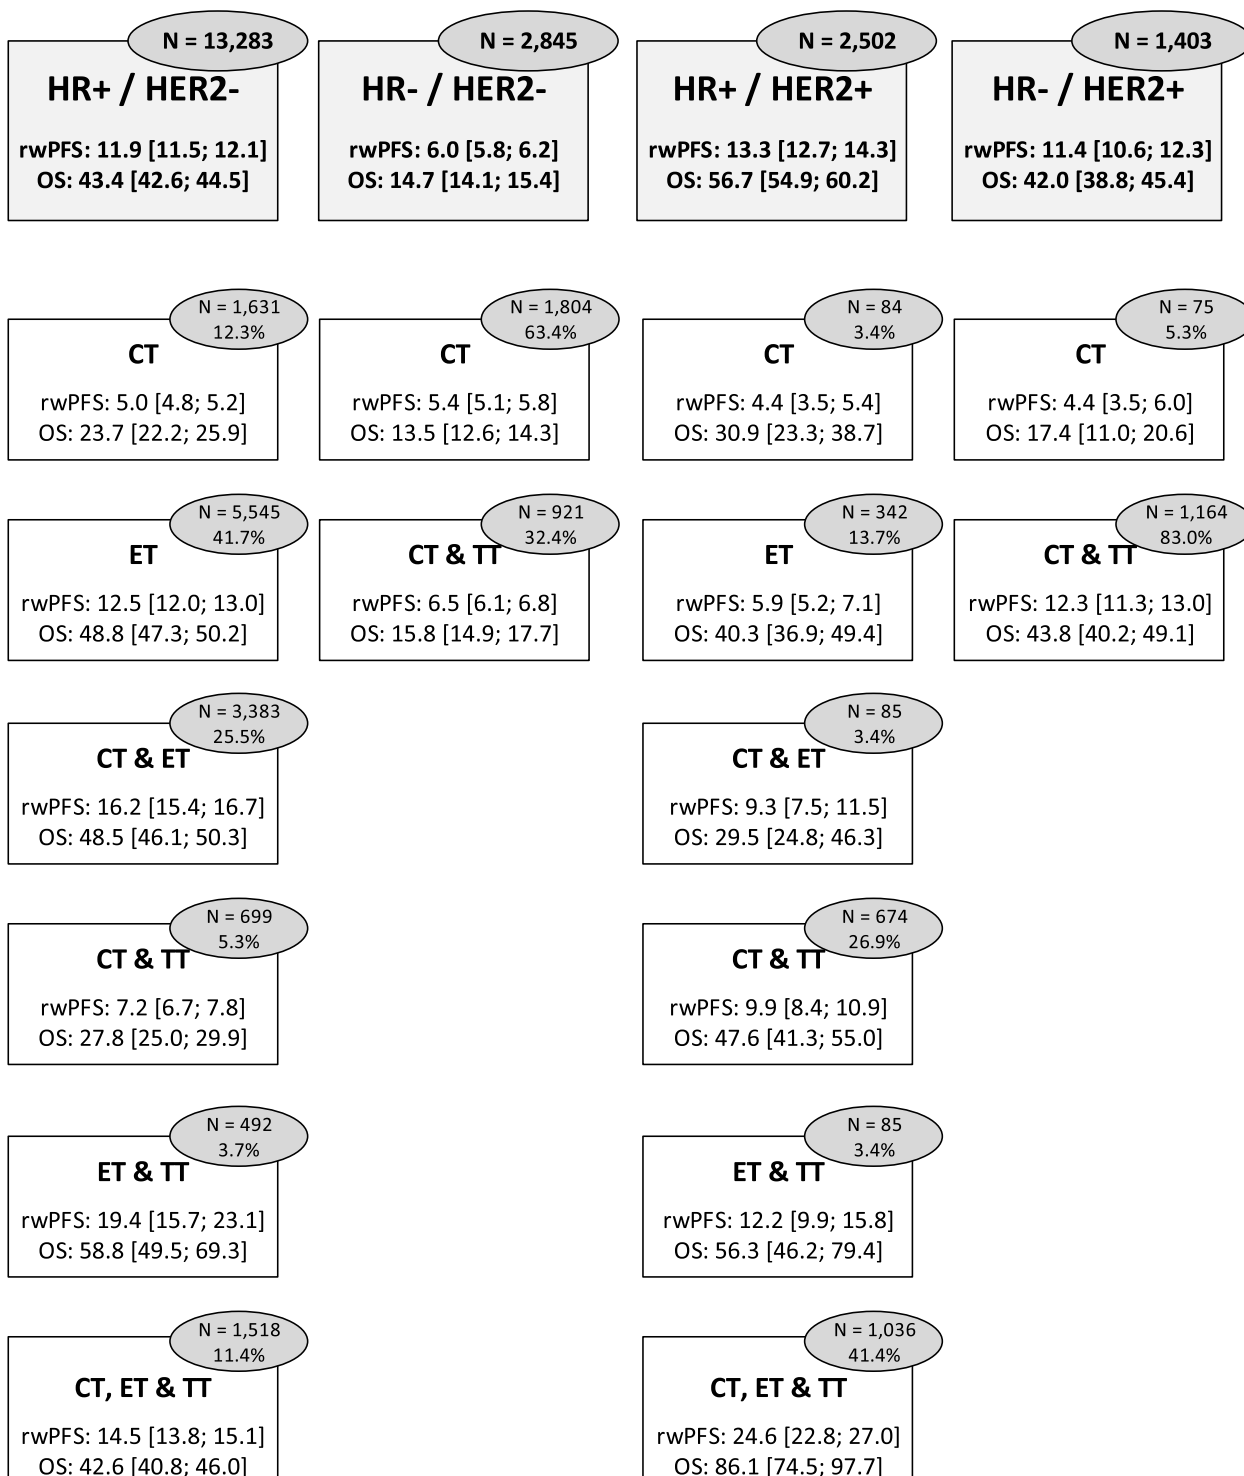 N = 13,283
HR+ / HER2-
rwPFS: 11.9 [11.5; 12.1]
OS: 43.4 [42.6; 44.5]
N = 2,845
HR- / HER2-
rwPFS: 6.0 [5.8; 6.2]
OS: 14.7 [14.1; 15.4]
N = 2,502
HR+ / HER2+
rwPFS: 13.3 [12.7; 14.3]
OS: 56.7 [54.9; 60.2]
N = 1,403
HR- / HER2+
rwPFS: 11.4 [10.6; 12.3]
OS: 42.0 [38.8; 45.4]
N = 1,631
12.3%
CT
rwPFS: 5.0 [4.8; 5.2]
OS: 23.7 [22.2; 25.9]
N = 1,804
63.4%
CT
rwPFS: 5.4 [5.1; 5.8]
OS: 13.5 [12.6; 14.3]
N = 84
3.4%
CT
rwPFS: 4.4 [3.5; 5.4]
OS: 30.9 [23.3; 38.7]
N = 75
5.3%
CT
rwPFS: 4.4 [3.5; 6.0]
OS: 17.4 [11.0; 20.6]
N = 5,545
41.7%
ET
rwPFS: 12.5 [12.0; 13.0]
OS: 48.8 [47.3; 50.2]
N = 921
32.4%
CT & TT
rwPFS: 6.5 [6.1; 6.8]
OS: 15.8 [14.9; 17.7]
N = 342
13.7%
ET
rwPFS: 5.9 [5.2; 7.1]
OS: 40.3 [36.9; 49.4]
N = 1,164
83.0%
CT & TT
rwPFS: 12.3 [11.3; 13.0]
OS: 43.8 [40.2; 49.1]
N = 3,383
25.5%
CT & ET
rwPFS: 16.2 [15.4; 16.7]
OS: 48.5 [46.1; 50.3]
N = 85
3.4%
CT & ET
rwPFS: 9.3 [7.5; 11.5]
OS: 29.5 [24.8; 46.3]
N = 699
5.3%
CT & TT
rwPFS: 7.2 [6.7; 7.8]
OS: 27.8 [25.0; 29.9]
N = 674
26.9%
CT & TT
rwPFS: 9.9 [8.4; 10.9]
OS: 47.6 [41.3; 55.0]
N = 492
3.7%
ET & TT
rwPFS: 19.4 [15.7; 23.1]
OS: 58.8 [49.5; 69.3]
N = 85
3.4%
ET & TT
rwPFS: 12.2 [9.9; 15.8]
OS: 56.3 [46.2; 79.4]
N = 1,518
11.4%
CT, ET & TT
rwPFS: 14.5 [13.8; 15.1]
OS: 42.6 [40.8; 46.0]
N = 1,036
41.4%
CT, ET & TT
rwPFS: 24.6 [22.8; 27.0]
OS: 86.1 [74.5; 97.7]